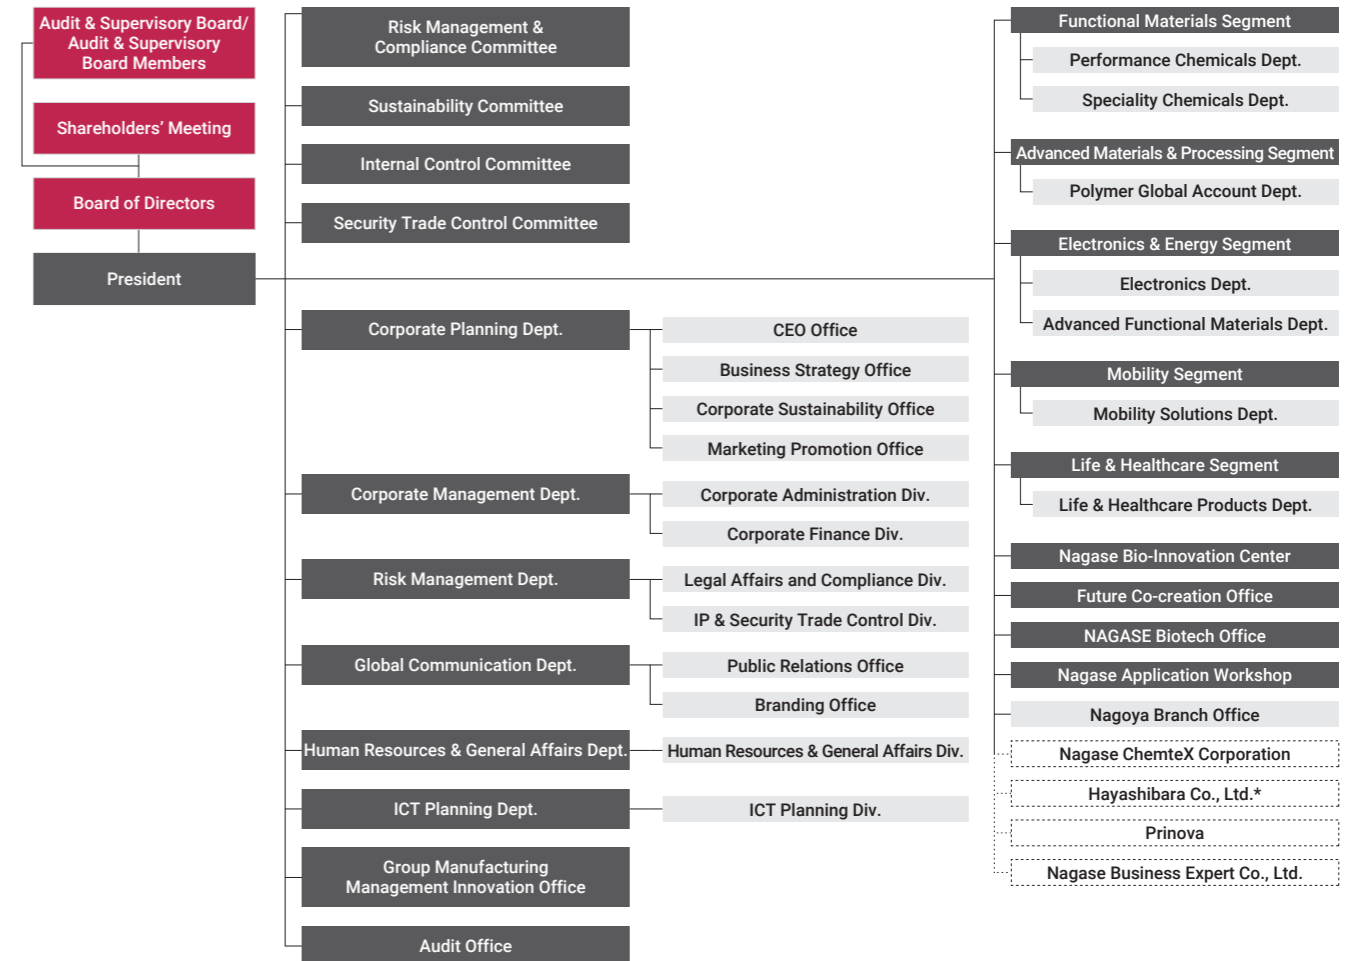 Audit & Supervisory Board/
Audit & Supervisory
Board Members
Shareholders’ Meeting
Board of Directors
President
Risk Management &
Compliance Committee
Sustainability Committee
Internal Control Committee
Security Trade Control Committee
Corporate Planning Dept.
CEO Office
Business Strategy Office
Corporate Sustainability Office
Marketing Promotion Office
Corporate Management Dept.
Corporate Administration Div.
Corporate Finance Div.
Risk Management Dept.
Legal Affairs and Compliance Div.
IP & Security Trade Control Div.
Global Communication Dept.
Public Relations Office
Branding Office
Human Resources & General Affairs Dept.
Human Resources & General Affairs Div.
ICT Planning Dept.
ICT Planning Div.
Group Manufacturing
Management Innovation Office
Audit Office
Functional Materials Segment
Performance Chemicals Dept.
Speciality Chemicals Dept.
Advanced Materials & Processing Segment
Polymer Global Account Dept.
Electronics & Energy Segment
Electronics Dept.
Advanced Functional Materials Dept.
Mobility Segment
Mobility Solutions Dept.
Life & Healthcare Segment
Life & Healthcare Products Dept.
Nagase Bio-Innovation Center
Future Co-creation Office
NAGASE Biotech Office
Nagase Application Workshop
Nagoya Branch Office
Nagase ChemteX Corporation
Hayashibara Co., Ltd.*
Prinova
Nagase Business Expert Co., Ltd.